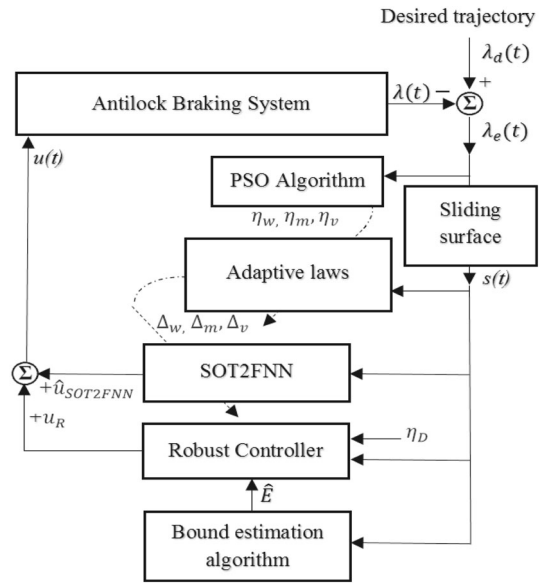 Desired trajectory
λ_d(t)
+
Antilock Braking System
λ(t) −
Σ
λ_e(t)
u(t)
PSO Algorithm
η_w, η_m, η_v
Sliding
surface
Adaptive laws
s(t)
Δ_w, Δ_m, Δ_v
SOT2FNN
Σ
+û_SOT2FNN
+u_R
Robust Controller
η_D
Ê
Bound estimation
algorithm